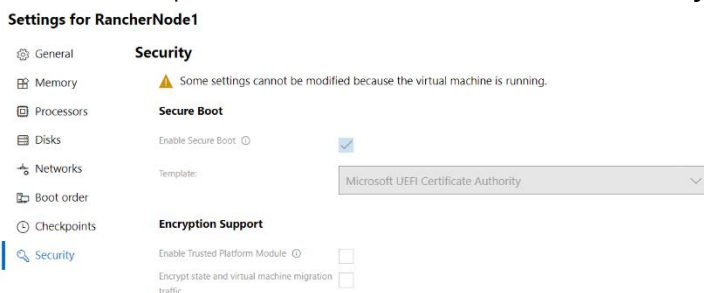 Settings for RancherNode1
General
Security
Memory
Some settings cannot be modified because the virtual machine is running.
Processors
Secure Boot
Disks
Enable Secure Boot
Networks
Template:
Microsoft UEFI Certificate Authority
Boot order
Checkpoints
Encryption Support
Security
Enable Trusted Platform Module
Encrypt state and virtual machine migration
traffic